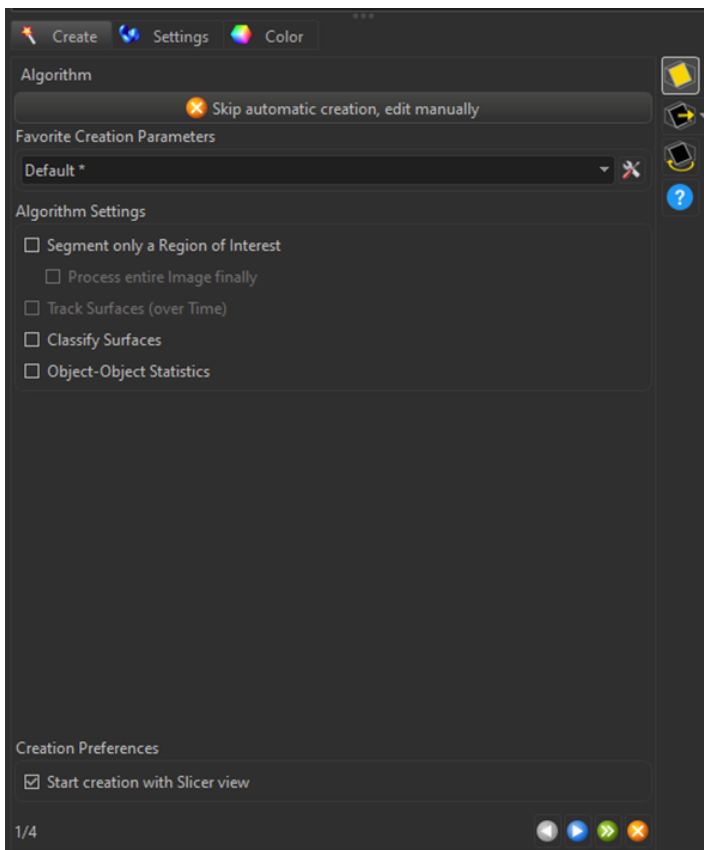 Create Settings Color
Algorithm
Skip automatic creation, edit manually
Favorite Creation Parameters
Default *
Algorithm Settings
Segment only a Region of Interest
Process entire Image finally
Track Surfaces (over Time)
Classify Surfaces
Object-Object Statistics
Creation Preferences
Start creation with Slicer view
1/4